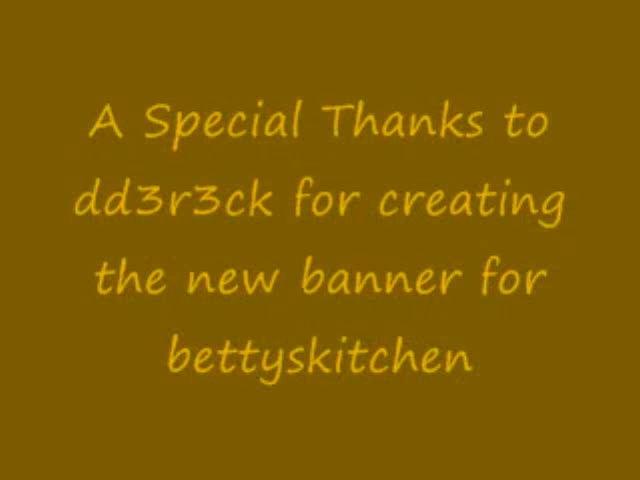 A Special Thanks to
dd3r3ck for creating
the new banner for
bettyskitchen